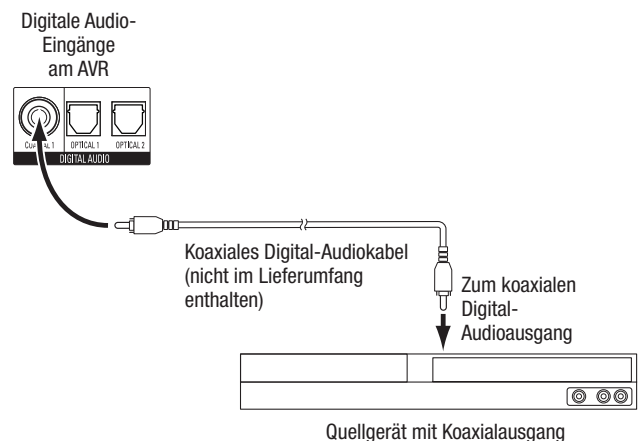 Digitale Audio-
Eingänge
am AVR
COAXIAL 1
OPTICAL 1
OPTICAL 2
DIGITAL AUDIO
Koaxiales Digital-Audiokabel
(nicht im Lieferumfang
enthalten)
Zum koaxialen
Digital-
Audioausgang
Quellgerät mit Koaxialausgang